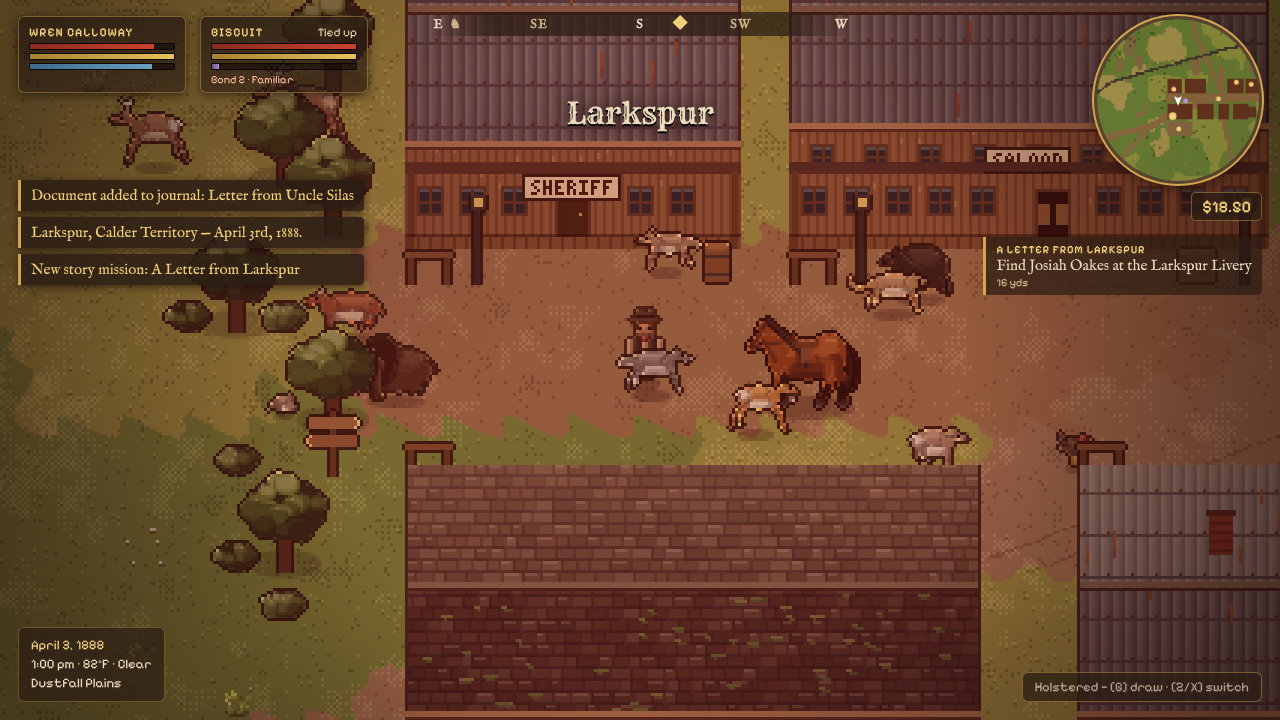 E SE S SW W
WREN CALLOWAY
BISCUIT Tied up
Bond 2 · Familiar
Larkspur
SALOON
SHERIFF
Document added to journal: Letter from Uncle Silas
Larkspur, Calder Territory — April 3rd, 1888.
New story mission: A Letter from Larkspur
$18.80
A LETTER FROM LARKSPUR
Find Josiah Oakes at the Larkspur Livery
16 yds
April 3, 1888
1:00 pm · 82°F · Clear
Dustfall Plains
Holstered – (G) draw · (Z/X) switch